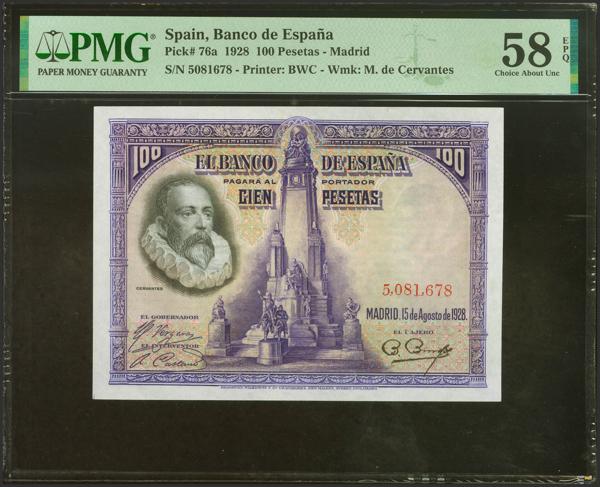 PMG
PAPER MONEY GUARANTY
Spain, Banco de España
Pick# 76a 1928 100 Pesetas - Madrid
S/N 5081678 - Printer: BWC - Wmk: M. de Cervantes
58 EPQ
Choice About Unc
100 100
EL BANCO DE ESPAÑA
PAGARÁ AL PORTADOR
CIEN PESETAS
CERVANTES
5,081,678
MADRID, 15 de Agosto de 1928.
EL GOBERNADOR
EL INTERVENTOR
EL CAJERO